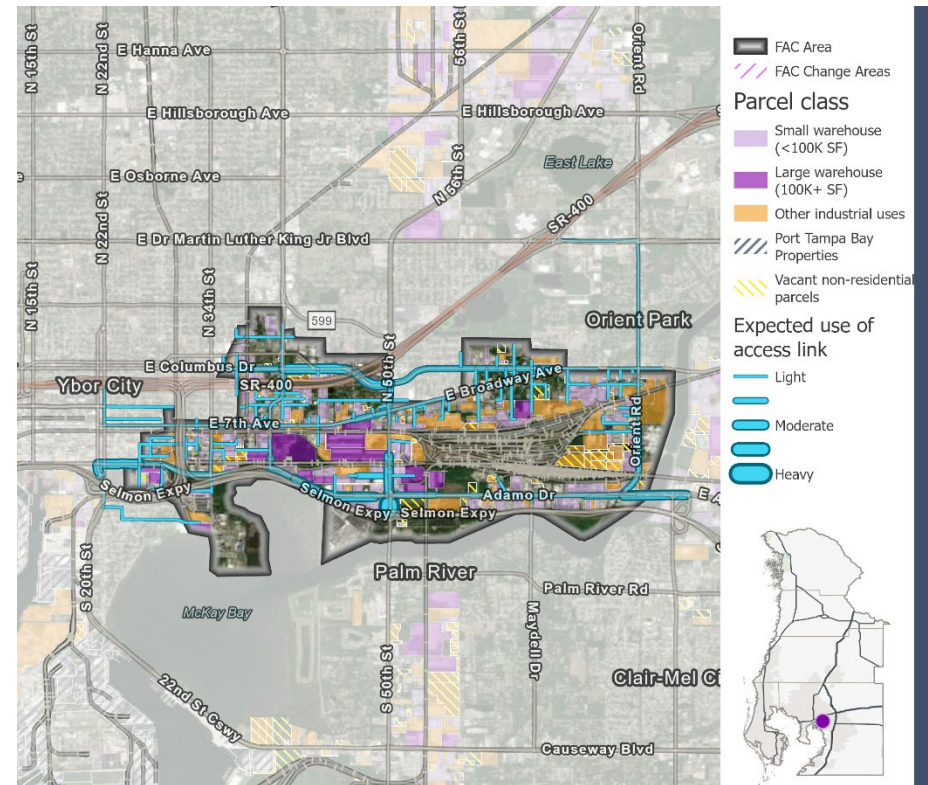 E Hanna Ave
N 15th St
N 22nd St
56th St
Orient Rd
E Hillsborough Ave
E Hillsborough Ave
East Lake
E Osborne Ave
N 56th St
SR-400
N 22nd St
E Dr Martin Luther King Jr Blvd
N 15th St
N 34th St
599
Orient Park
E Columbus Dr
N 50th St
Ybor City
SR-400
E Broadway Ave
E 7th Ave
Orient Rd
Selmon Expy
Selmon Expy
Selmon Expy
Adamo Dr
Palm River
S 20th St
Palm River Rd
McKay Bay
Maydell Dr
S 50th St
Clair-Mel Ci
22nd St Cswy
Causeway Blvd
FAC Area
FAC Change Areas
Parcel class
Small warehouse
(<100K SF)
Large warehouse
(100K+ SF)
Other industrial uses
Port Tampa Bay
Properties
Vacant non-residential
parcels
Expected use of
access link
Light
Moderate
Heavy